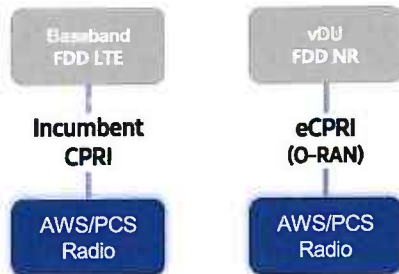 Baseband
FDD LTE
Incumbent
CPRI
AWS/PCS
Radio
vDU
FDD NR
eCPRI
(O-RAN)
AWS/PCS
Radio